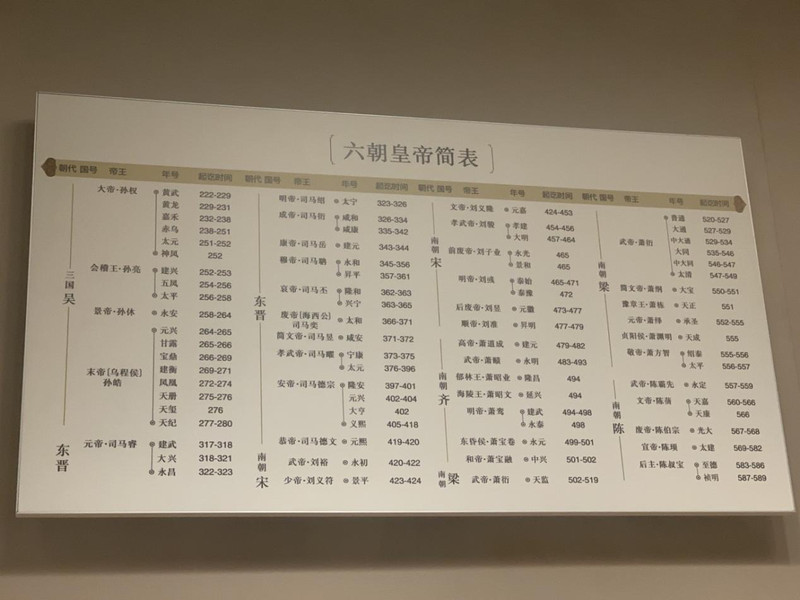 六朝皇帝简表
朝代 国号 帝王 年号 起讫时间
三国吴
大帝·孙权 黄武 222-229
黄龙 229-231
嘉禾 232-238
赤乌 238-251
太元 251-252
神凤 252
会稽王·孙亮 建兴 252-253
五凤 254-256
太平 256-258
景帝·孙休 永安 258-264
末帝[乌程侯]孙皓 元兴 264-265
甘露 265-266
宝鼎 266-269
建衡 269-271
凤凰 272-274
天册 275-276
天玺 276
天纪 277-280
东晋
元帝·司马睿 建武 317-318
大兴 318-321
永昌 322-323
朝代 国号 帝王 年号 起讫时间
东晋
明帝·司马绍 太宁 323-326
成帝·司马衍 咸和 326-334
咸康 335-342
康帝·司马岳 建元 343-344
穆帝·司马聃 永和 345-356
昇平 357-361
哀帝·司马丕 隆和 362-363
兴宁 363-365
废帝[海西公]司马奕 太和 366-371
简文帝·司马昱 咸安 371-372
孝武帝·司马曜 宁康 373-375
太元 376-396
安帝·司马德宗 隆安 397-401
元兴 402-404
大亨 402
义熙 405-418
恭帝·司马德文 元熙 419-420
南朝宋
武帝·刘裕 永初 420-422
少帝·刘义符 景平 423-424
朝代 国号 帝王 年号 起讫时间
南朝宋
文帝·刘义隆 元嘉 424-453
孝武帝·刘骏 孝建 454-456
大明 457-464
前废帝·刘子业 永光 465
景和 465
明帝·刘彧 泰始 465-471
泰豫 472
后废帝·刘昱 元徽 473-477
顺帝·刘准 昇明 477-479
南朝齐
高帝·萧道成 建元 479-482
武帝·萧赜 永明 483-493
郁林王·萧昭业 隆昌 494
海陵王·萧昭文 延兴 494
明帝·萧鸾 建武 494-498
永泰 498
东昏侯·萧宝卷 永元 499-501
和帝·萧宝融 中兴 501-502
南朝梁
武帝·萧衍 天监 502-519
朝代 国号 帝王 年号 起讫时间
南朝梁
武帝·萧衍 普通 520-527
大通 527-529
中大通 529-534
大同 535-546
中大同 546-547
太清 547-549
简文帝·萧纲 大宝 550-551
豫章王·萧栋 天正 551
元帝·萧绎 承圣 552-555
贞阳侯·萧渊明 天成 555
敬帝·萧方智 绍泰 555-556
太平 556-557
南朝陈
武帝·陈霸先 永定 557-559
文帝·陈蒨 天嘉 560-566
天康 566
废帝·陈伯宗 光大 567-568
宣帝·陈顼 太建 569-582
后主·陈叔宝 至德 583-586
祯明 587-589